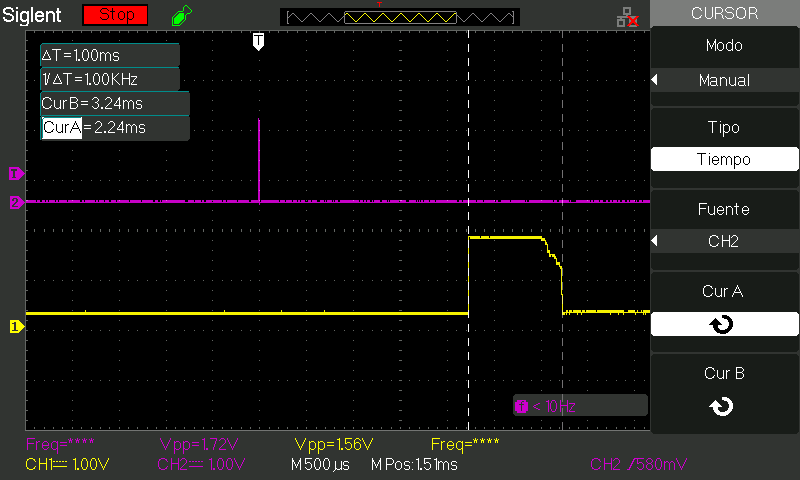 Siglent Stop T CURSOR
ΔT=1.00ms
1/ΔT=1.00KHz
CurB=3.24ms
CurA=2.24ms
Modo
Manual
Tipo
Tiempo
Fuente
CH2
Cur A
Cur B
T
2
1
T < 10Hz
Freq=**** Vpp=1.72V Vpp=1.56V Freq=****
CH1 1.00V CH2 1.00V M 500µs M Pos:1.51ms CH2 /580mV